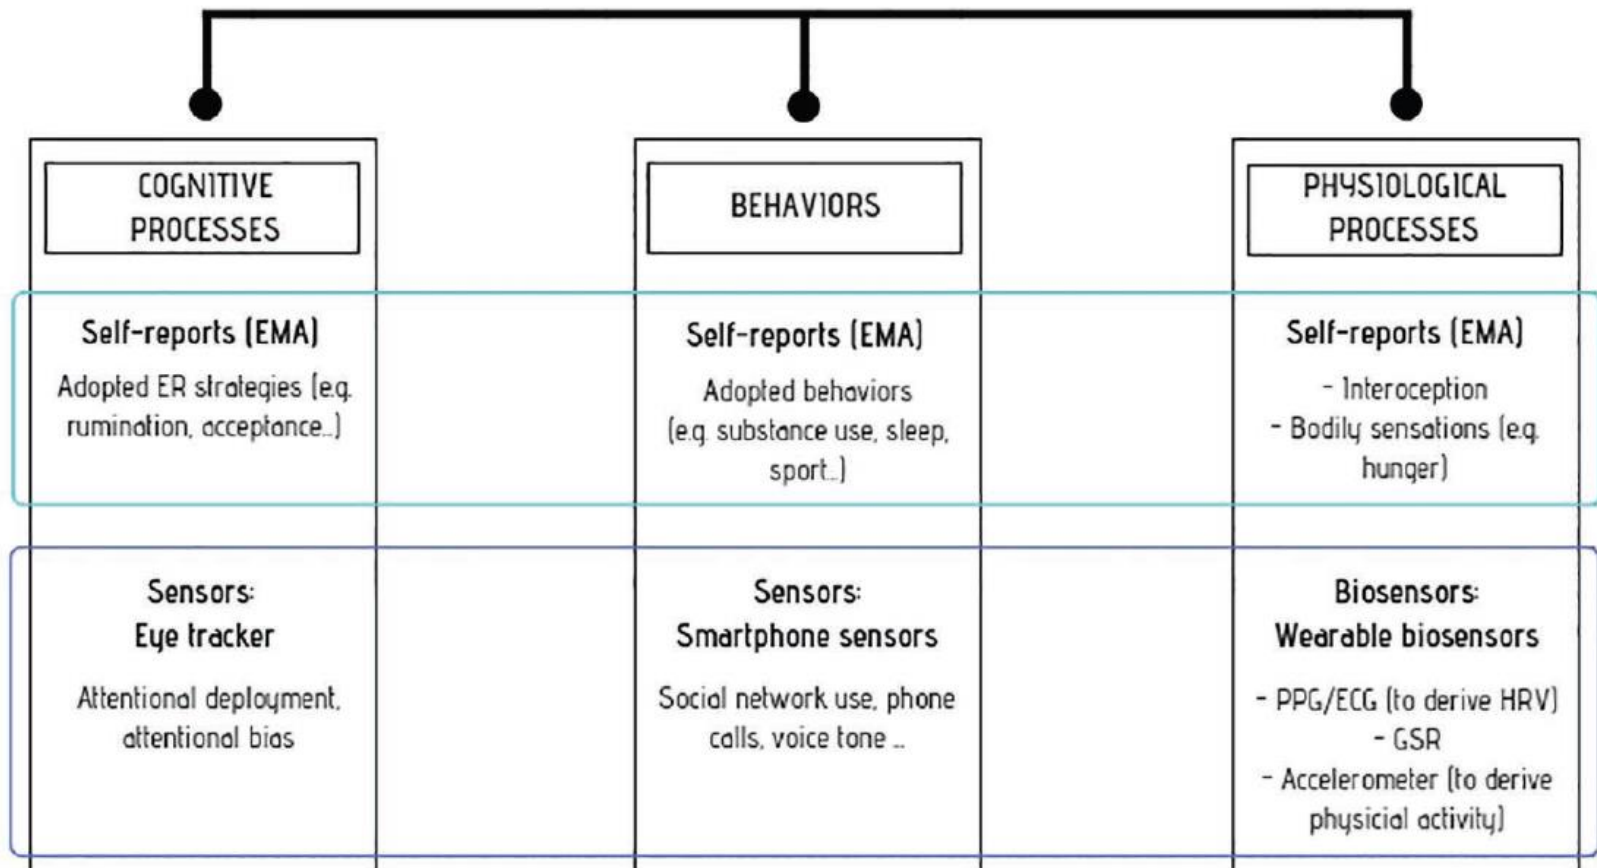 COGNITIVE
PROCESSES
Self-reports (EMA)
Adopted ER strategies (e.g.
rumination, acceptance...)
Sensors:
Eye tracker
Attentional deployment,
attentional bias
BEHAVIORS
Self-reports (EMA)
Adopted behaviors
(e.g. substance use, sleep,
sport...)
Sensors:
Smartphone sensors
Social network use, phone
calls, voice tone ...
PHYSIOLOGICAL
PROCESSES
Self-reports (EMA)
- Interoception
- Bodily sensations (e.g.
hunger)
Biosensors:
Wearable biosensors
- PPG/ECG (to derive HRV)
- GSR
- Accelerometer (to derive
physicial activity)